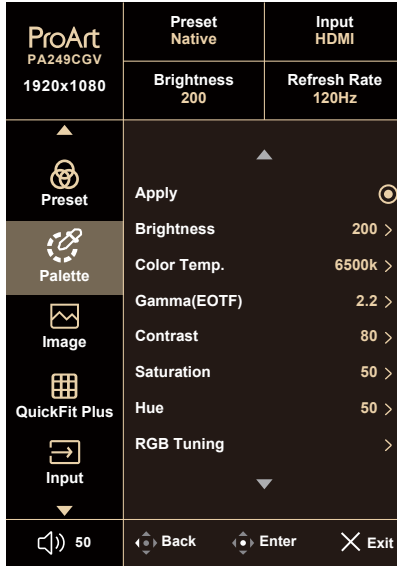 ProArt
PA249CGV
1920x1080
Preset
Native
Input
HDMI
Brightness
200
Refresh Rate
120Hz
Preset
Palette
Image
QuickFit Plus
Input
Apply
Brightness 200
Color Temp. 6500k
Gamma(EOTF) 2.2
Contrast 80
Saturation 50
Hue 50
RGB Tuning
50
Back Enter Exit